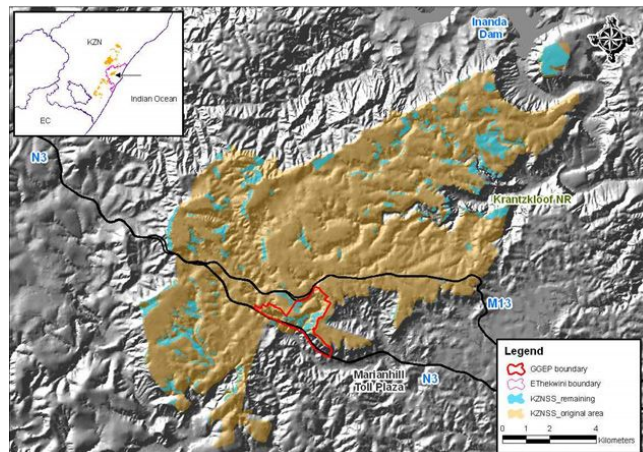 KZN
Indian Ocean
EC
Inanda
Dam
N3
Krantzkloof NR
M13
Marianhill
Toll Plaza
N3
Legend
GGEP boundary
EThekwini boundary
KZNSS_remaining
KZNSS_original area
0 1 2 4
Kilometers